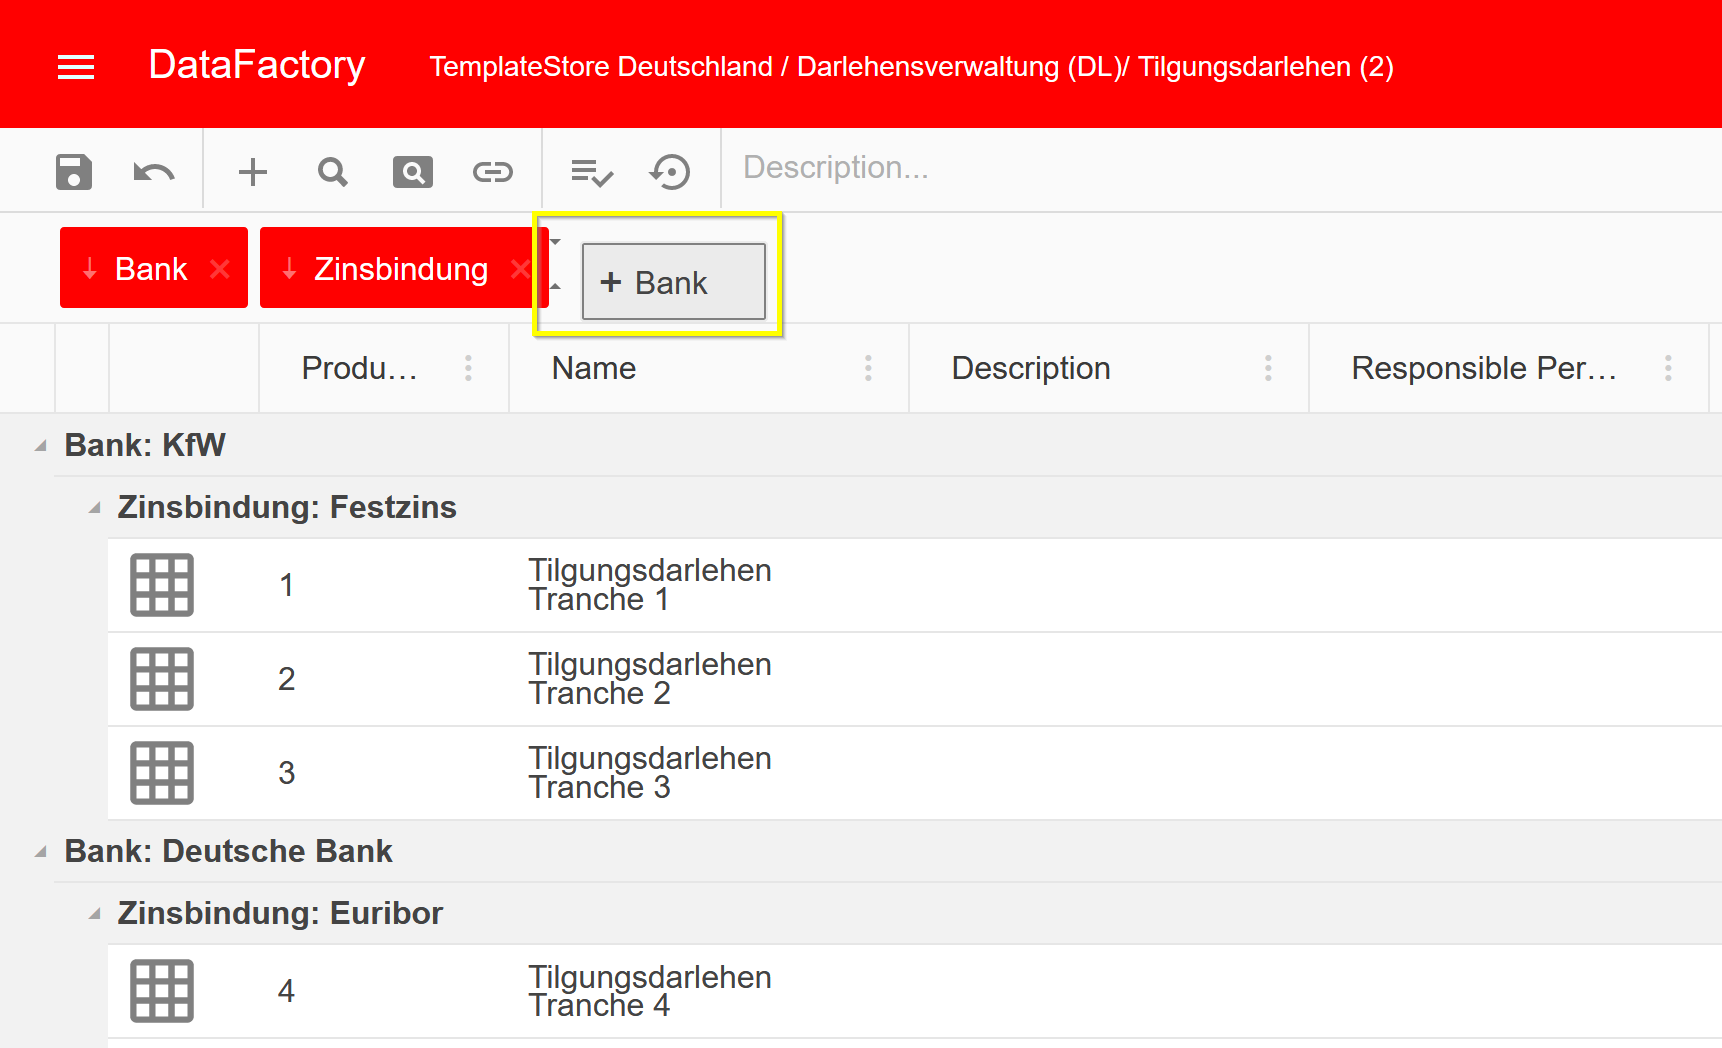 DataFactory
TemplateStore Deutschland / Darlehensverwaltung (DL)/ Tilgungsdarlehen (2)
Description...
Bank
Zinsbindung
+ Bank
Produ…
Name
Description
Responsible Per…
Bank: KfW
Zinsbindung: Festzins
1
Tilgungsdarlehen
Tranche 1
2
Tilgungsdarlehen
Tranche 2
3
Tilgungsdarlehen
Tranche 3
Bank: Deutsche Bank
Zinsbindung: Euribor
4
Tilgungsdarlehen
Tranche 4